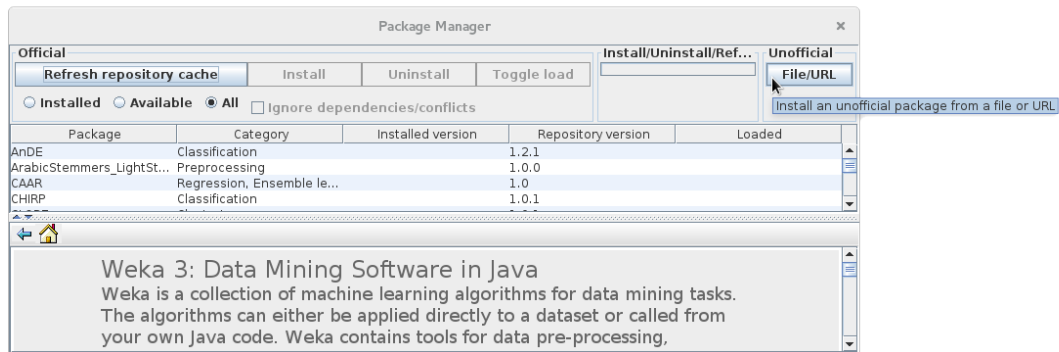 Package Manager
Official
Install/Uninstall/Ref...
Unofficial
Refresh repository cache
Install
Uninstall
Toggle load
File/URL
Installed
Available
All
Ignore dependencies/conflicts
Install an unofficial package from a file or URL
Package Category Installed version Repository version Loaded
AnDE Classification 1.2.1
ArabicStemmers_LightSt... Preprocessing 1.0.0
CAAR Regression, Ensemble le... 1.0
CHIRP Classification 1.0.1
Weka 3: Data Mining Software in Java
Weka is a collection of machine learning algorithms for data mining tasks.
The algorithms can either be applied directly to a dataset or called from
your own Java code. Weka contains tools for data pre-processing,